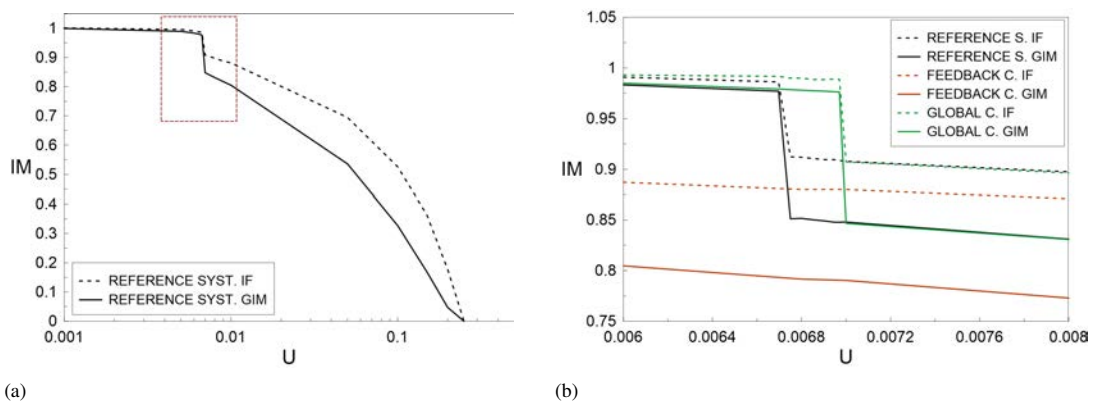 1
0.9
0.8
0.7
0.6
IM
0.5
0.4
0.3
0.2
0.1
0
REFERENCE SYST. IF
REFERENCE SYST. GIM
0.001
0.01
0.1
U
(a)
1.05
1
0.95
IM
0.9
0.85
0.8
0.75
REFERENCE S. IF
REFERENCE S. GIM
FEEDBACK C. IF
FEEDBACK C. GIM
GLOBAL C. IF
GLOBAL C. GIM
0.006
0.0064
0.0068
0.0072
0.0076
0.008
U
(b)